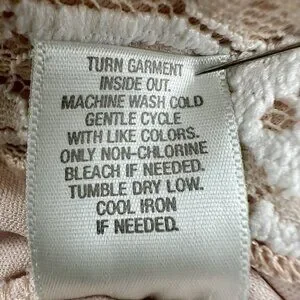 TURN GARMENT
INSIDE OUT.
MACHINE WASH COLD
GENTLE CYCLE
WITH LIKE COLORS.
ONLY NON-CHLORINE
BLEACH IF NEEDED.
TUMBLE DRY LOW.
COOL IRON
IF NEEDED.